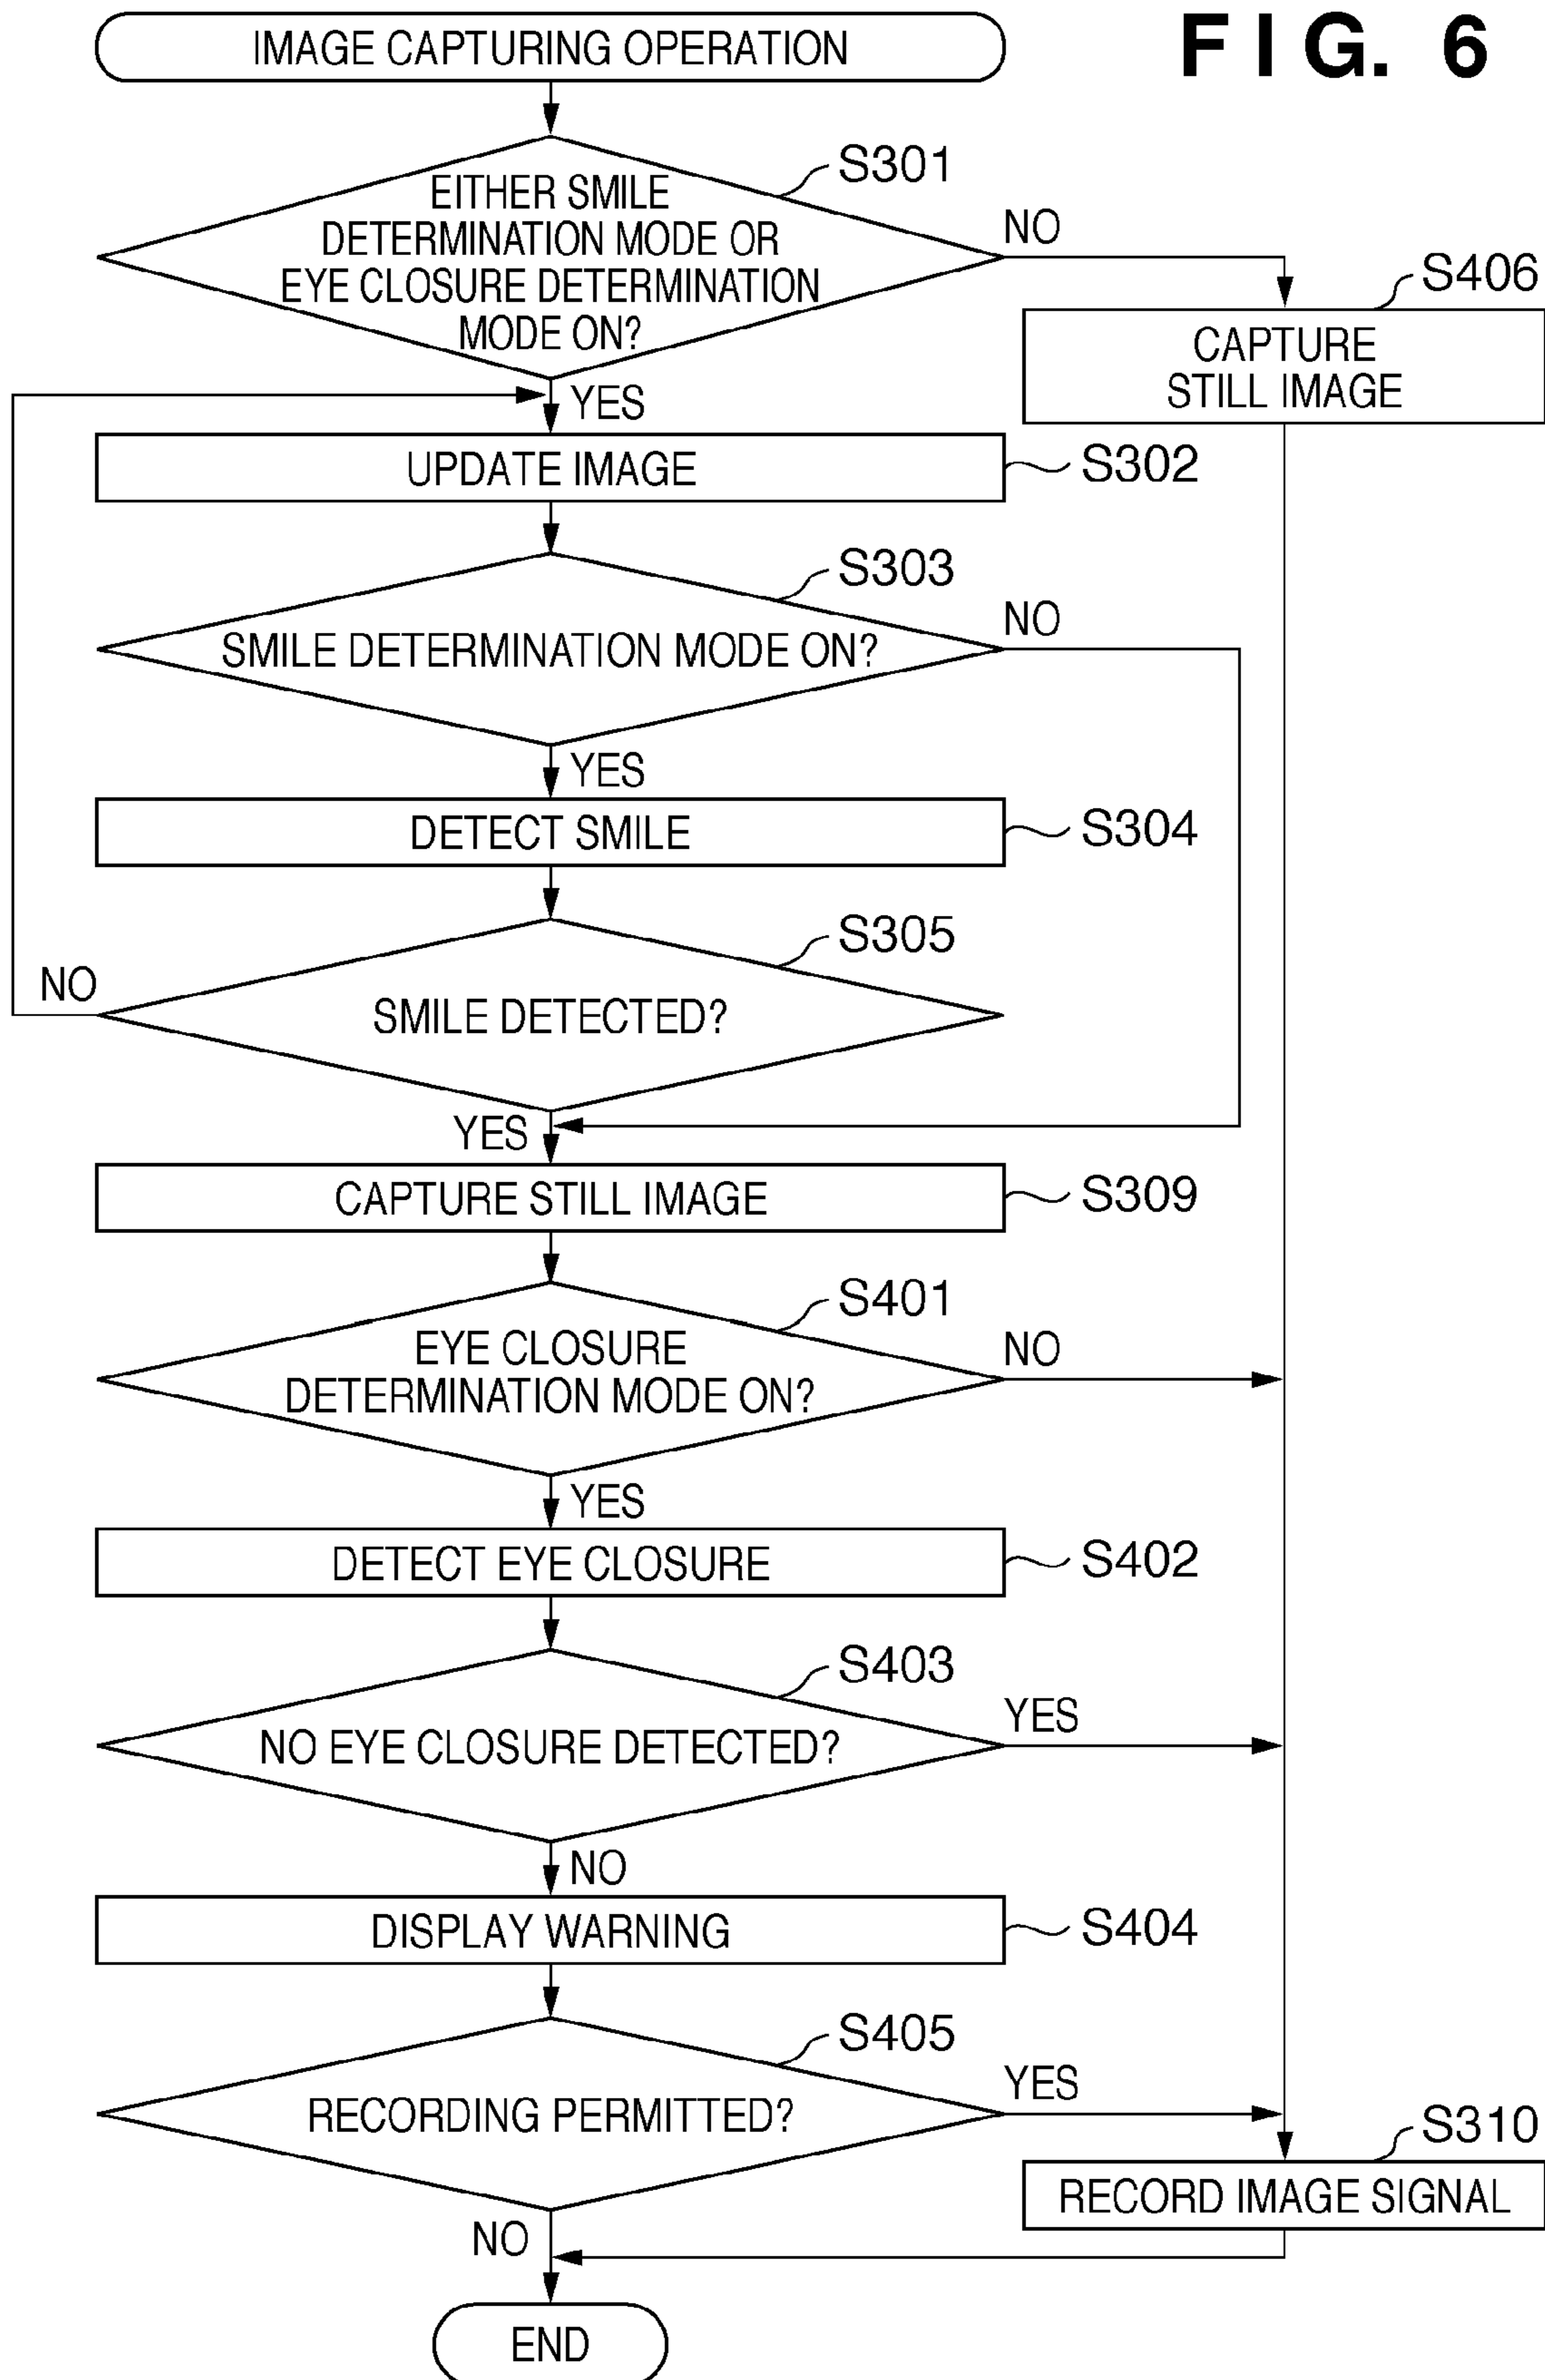 FIG. 6
IMAGE CAPTURING OPERATION
S301
EITHER SMILE
DETERMINATION MODE OR
EYE CLOSURE DETERMINATION
MODE ON?
NO
S406
CAPTURE
STILL IMAGE
YES
UPDATE IMAGE
S302
S303
SMILE DETERMINATION MODE ON?
NO
YES
DETECT SMILE
S304
S305
NO
SMILE DETECTED?
YES
CAPTURE STILL IMAGE
S309
S401
EYE CLOSURE
DETERMINATION MODE ON?
NO
YES
DETECT EYE CLOSURE
S402
S403
NO EYE CLOSURE DETECTED?
YES
NO
DISPLAY WARNING
S404
S405
RECORDING PERMITTED?
YES
S310
RECORD IMAGE SIGNAL
NO
END